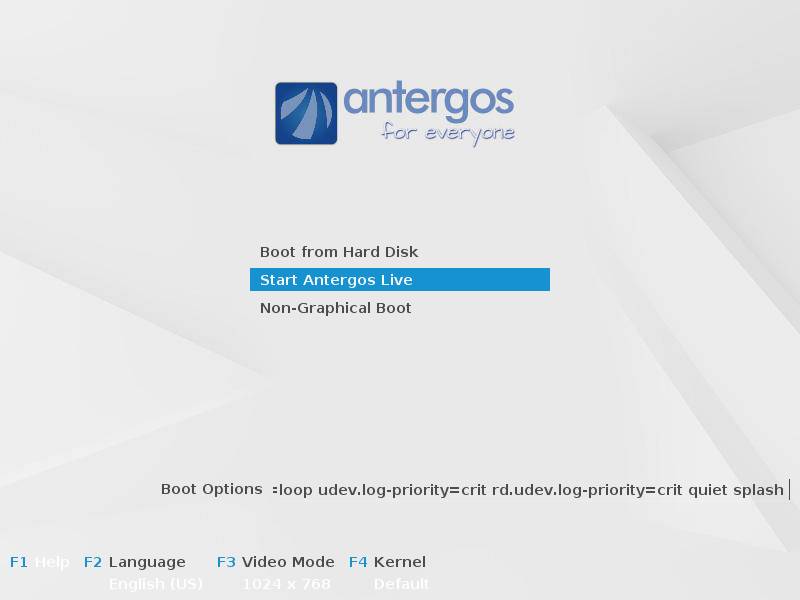 antergos
for everyone
Boot from Hard Disk
Start Antergos Live
Non-Graphical Boot
Boot Options =loop udev.log-priority=crit rd.udev.log-priority=crit quiet splash
F1 Help F2 Language F3 Video Mode F4 Kernel
English (US) 1024 x 768 Default